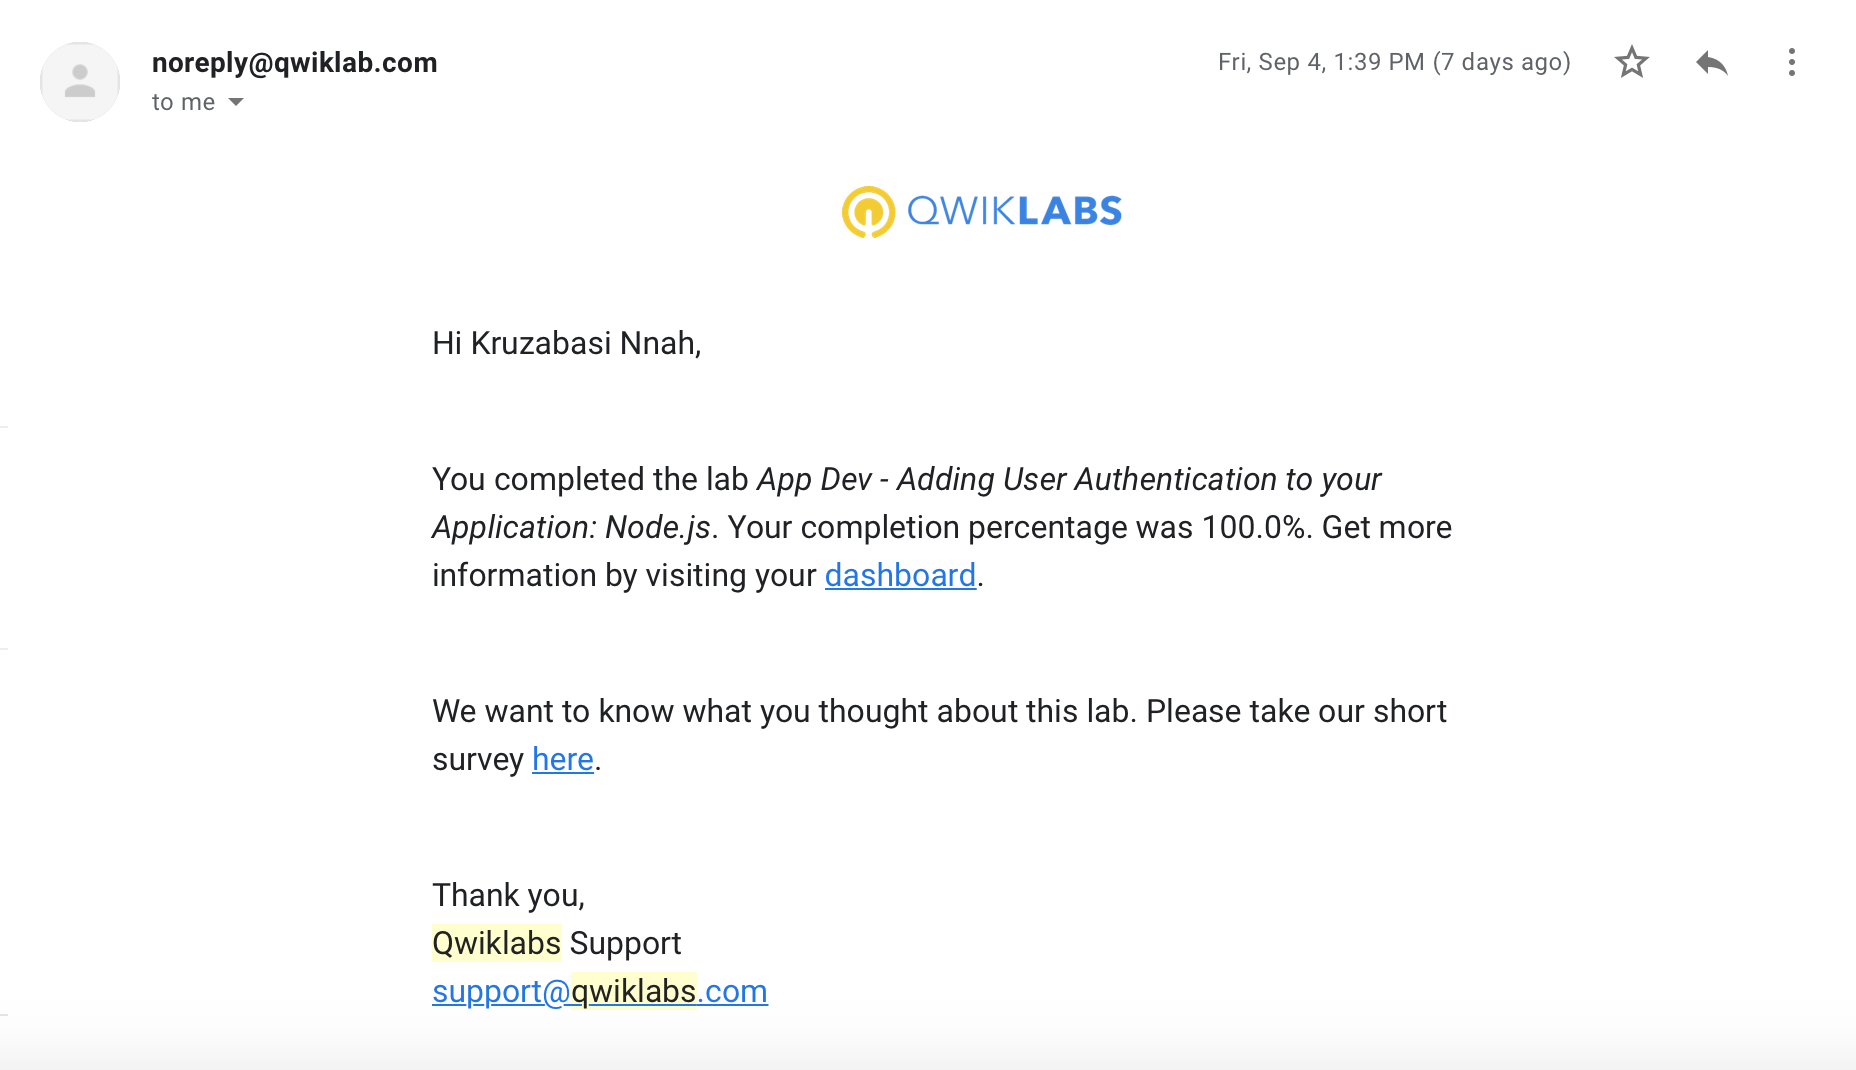 noreply@qwiklab.com
Fri, Sep 4, 1:39 PM (7 days ago)
to me
QWIKLABS
Hi Kruzabasi Nnah,
You completed the lab App Dev - Adding User Authentication to your
Application: Node.js. Your completion percentage was 100.0%. Get more
information by visiting your dashboard.
We want to know what you thought about this lab. Please take our short
survey here.
Thank you,
Qwiklabs Support
support@qwiklabs.com